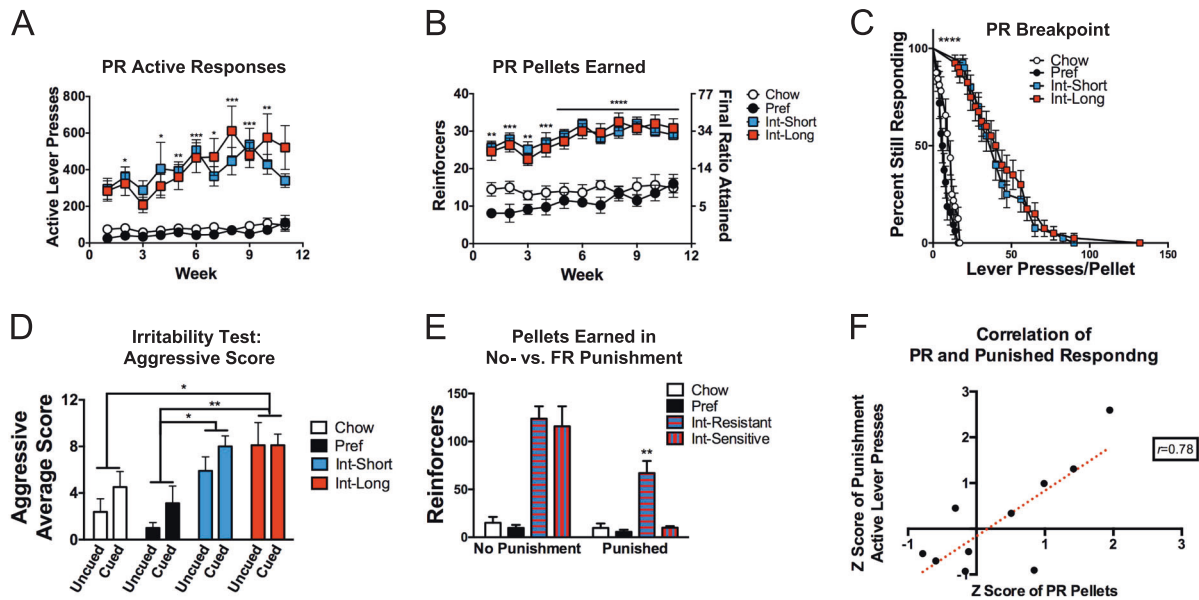 A
PR Active Responses
Active Lever Presses
800
600
400
200
0
0
3
6
9
12
Week
*
*
**
***
*
***
***
**
B
PR Pellets Earned
Reinforcers
40
30
20
10
0
0
3
6
9
12
Week
77
34
14
5
Final Ratio Attained
**
***
**
***
****
Chow
Pref
Int-Short
Int-Long
C
PR Breakpoint
Percent Still Responding
100
50
0
0
50
100
150
Lever Presses/Pellet
****
Chow
Pref
Int-Short
Int-Long
D
Irritability Test:
Aggressive Score
Aggressive
Average Score
12
8
4
0
*
**
*
Uncued
Cued
Uncued
Cued
Uncued
Cued
Uncued
Cued
Chow
Pref
Int-Short
Int-Long
E
Pellets Earned in
No- vs. FR Punishment
Reinforcers
150
100
50
0
**
No Punishment
Punished
Chow
Pref
Int-Resistant
Int-Sensitive
F
Correlation of
PR and Punished Respondng
Z Score of Punishment
Active Lever Presses
3
2
1
-1
-1
0
1
2
3
r=0.78
Z Score of PR Pellets